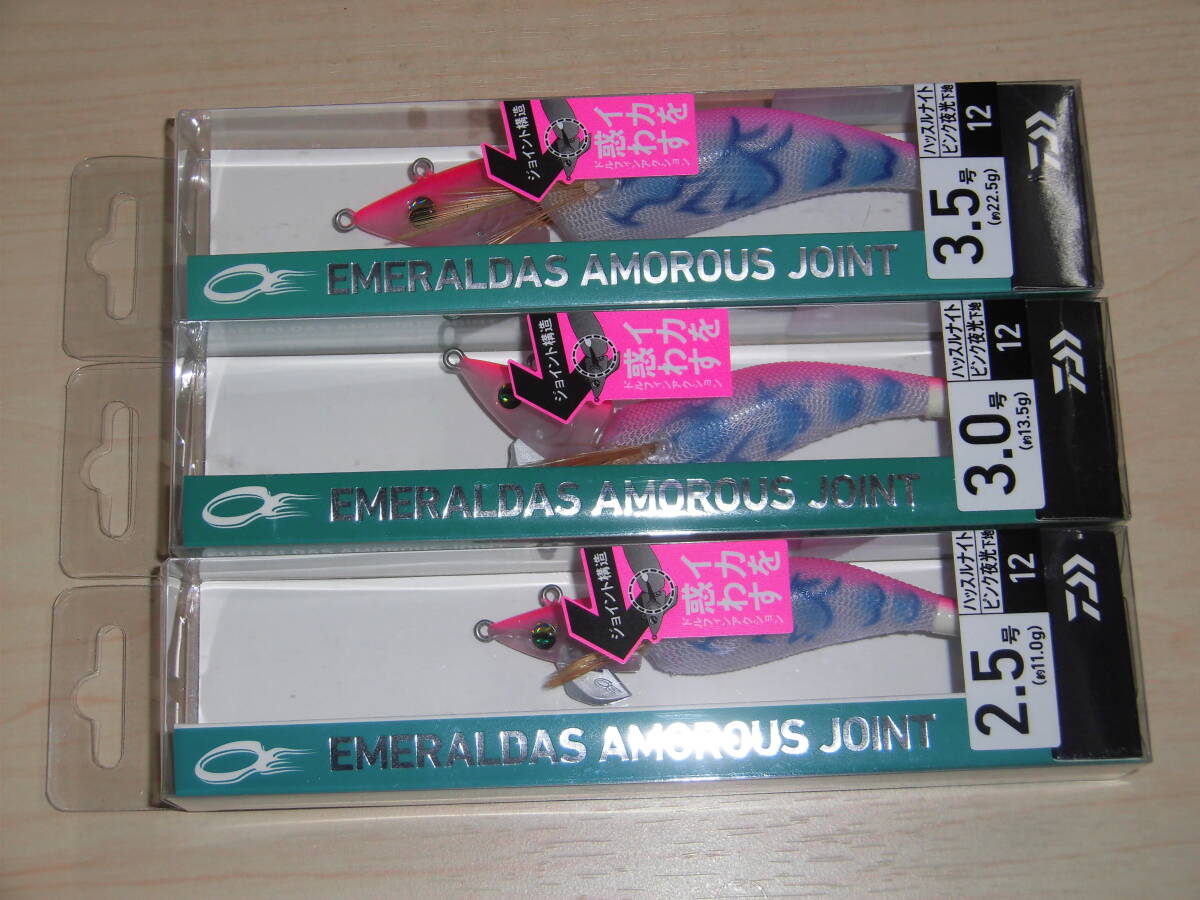 ジョイント構造
イカを
惑わす
ドルフィンアクション
ハッスルナイト
ピンク夜光下地
12
3.5号
(約22.5g)
EMERALDAS AMOROUS JOINT
ジョイント構造
イカを
惑わす
ドルフィンアクション
ハッスルナイト
ピンク夜光下地
12
3.0号
(約13.5g)
EMERALDAS AMOROUS JOINT
ジョイント構造
イカを
惑わす
ドルフィンアクション
ハッスルナイト
ピンク夜光下地
12
2.5号
(約11.0g)
EMERALDAS AMOROUS JOINT